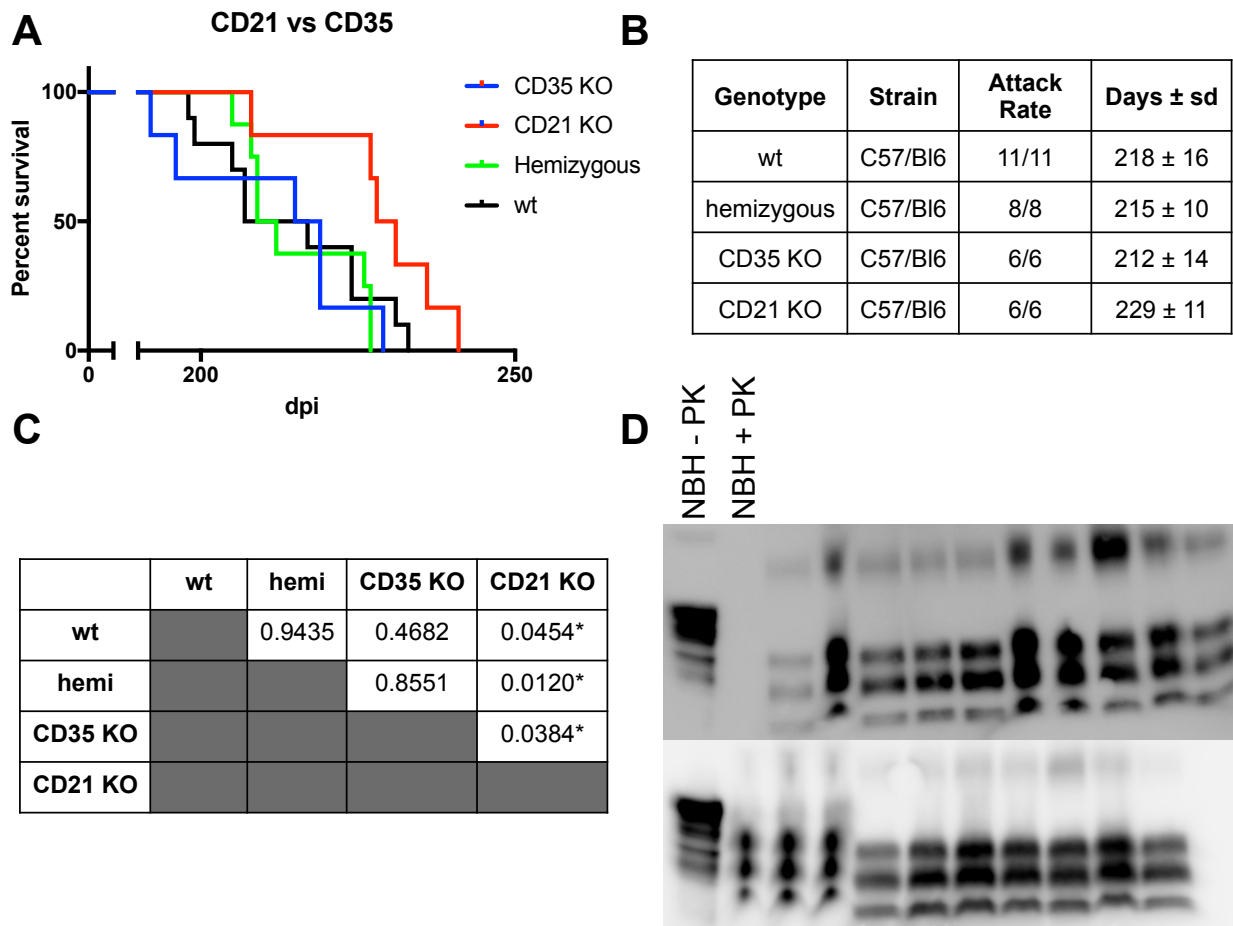 A
CD21 vs CD35
Percent survival
100
50
0
0
200
250
dpi
CD35 KO
CD21 KO
Hemizygous
wt
B
Genotype Strain Attack Rate Days ± sd
wt C57/Bl6 11/11 218 ± 16
hemizygous C57/Bl6 8/8 215 ± 10
CD35 KO C57/Bl6 6/6 212 ± 14
CD21 KO C57/Bl6 6/6 229 ± 11
C
wt hemi CD35 KO CD21 KO
wt 0.9435 0.4682 0.0454*
hemi 0.8551 0.0120*
CD35 KO 0.0384*
CD21 KO
D
NBH - PK
NBH + PK